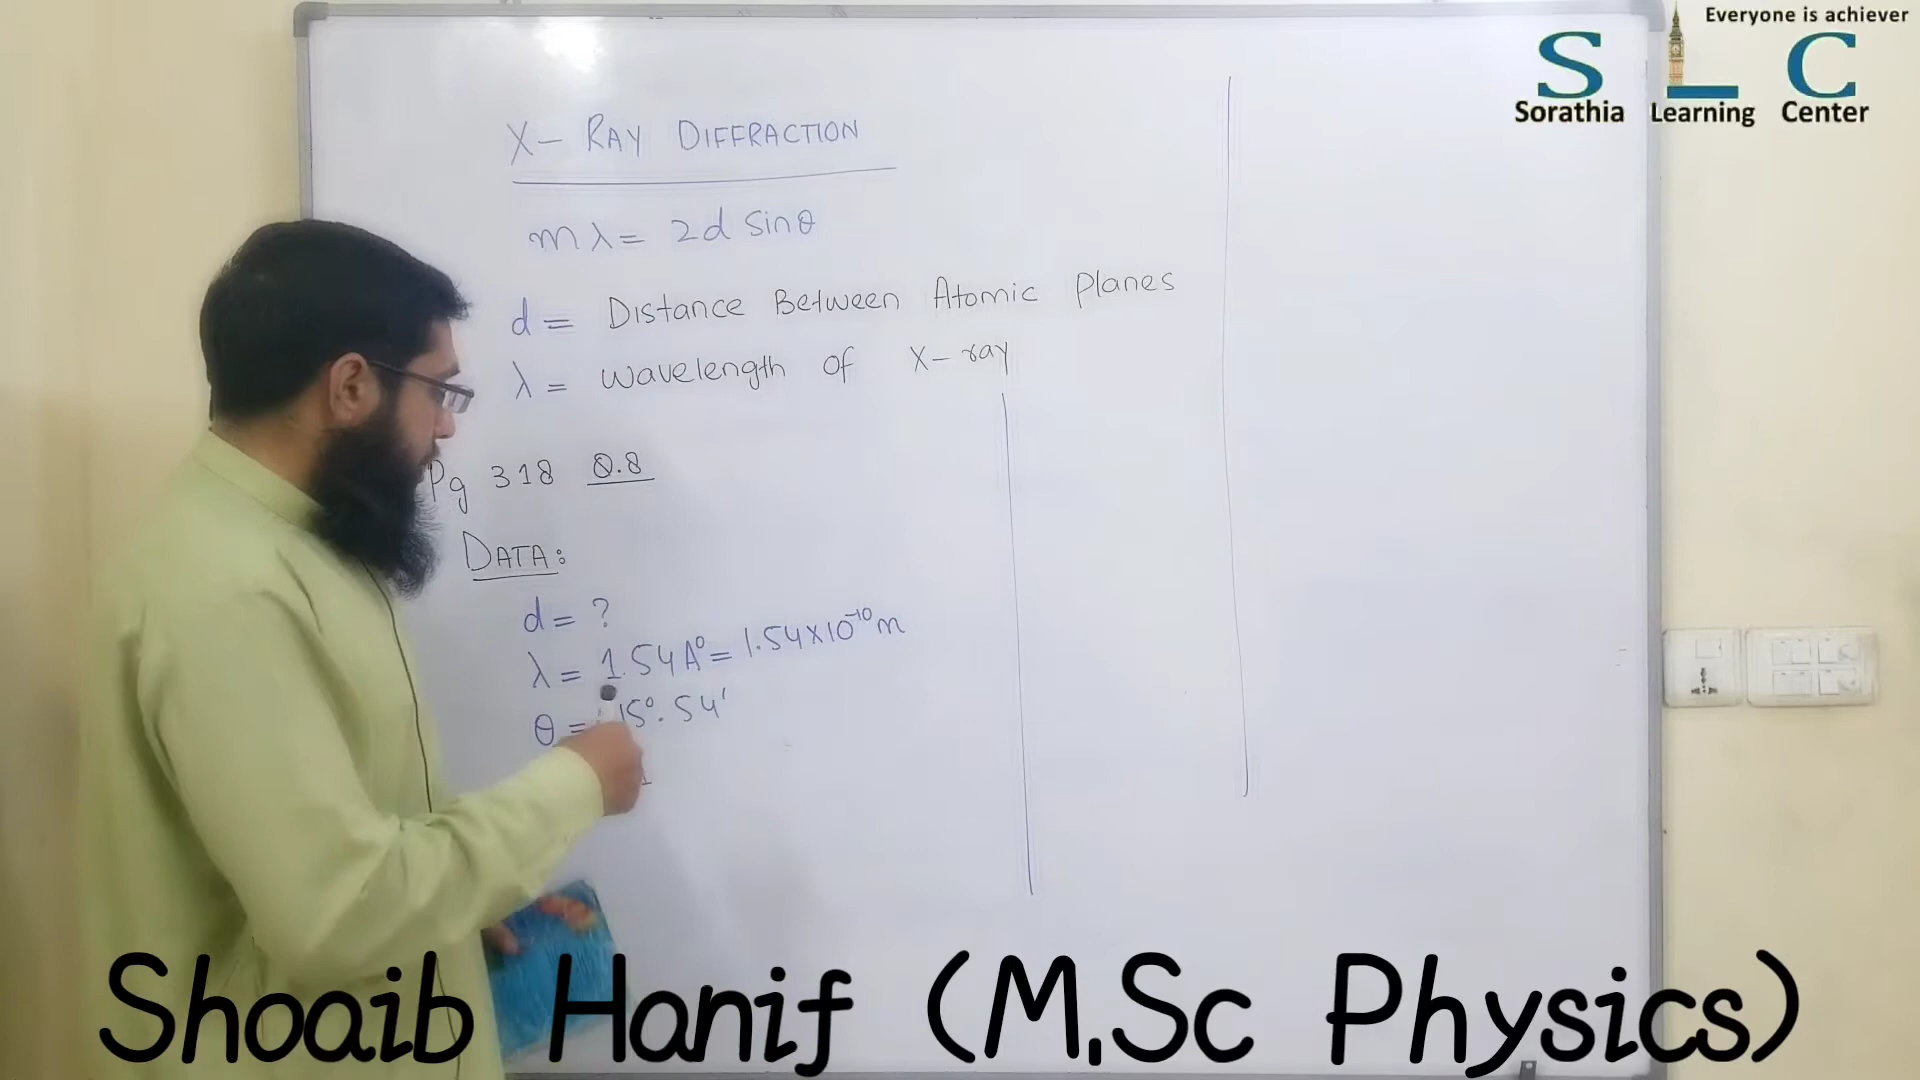 Everyone is achiever
S L C
Sorathia Learning Center
X- RAY DIFFRACTION
mλ = 2d Sinθ
d = Distance Between Atomic Planes
λ = wavelength of X-ray
Pg 318 Q.8
DATA:
d = ?
λ = 1.54A° = 1.54x10⁻¹⁰m
θ = 15°.54'
1
Shoaib Hanif (M.Sc Physics)